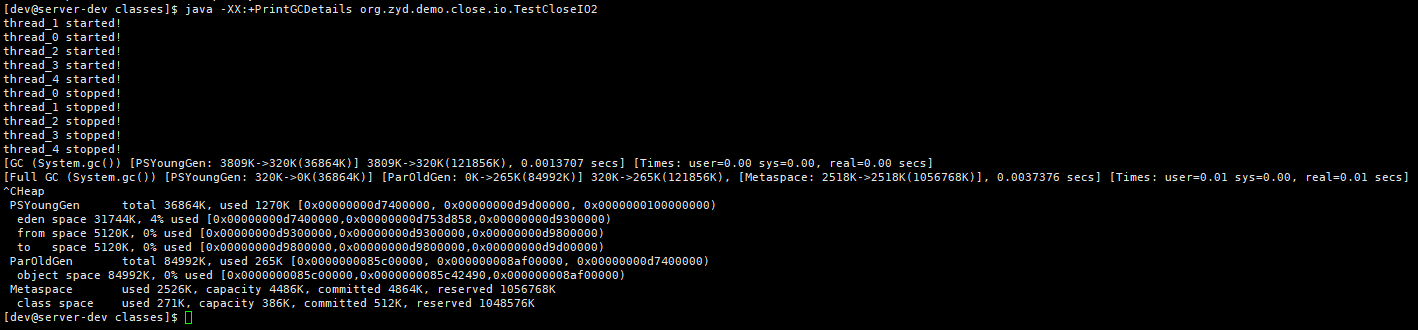 [dev@server-dev classes]$ java -XX:+PrintGCDetails org.zyd.demo.close.io.TestCloseIO2
thread_1 started!
thread_0 started!
thread_2 started!
thread_3 started!
thread_4 started!
thread_0 stopped!
thread_1 stopped!
thread_2 stopped!
thread_3 stopped!
thread_4 stopped!
[GC (System.gc()) [PSYoungGen: 3809K->320K(36864K)] 3809K->320K(121856K), 0.0013707 secs] [Times: user=0.00 sys=0.00, real=0.00 secs]
[Full GC (System.gc()) [PSYoungGen: 320K->0K(36864K)] [ParOldGen: 0K->265K(84992K)] 320K->265K(121856K), [Metaspace: 2518K->2518K(1056768K)], 0.0037376 secs] [Times: user=0.01 sys=0.00, real=0.01 secs]
^CHeap
 PSYoungGen      total 36864K, used 1270K [0x00000000d7400000, 0x00000000d9d00000, 0x0000000100000000)
  eden space 31744K, 4% used [0x00000000d7400000,0x00000000d753d858,0x00000000d9300000)
  from space 5120K, 0% used [0x00000000d9300000,0x00000000d9300000,0x00000000d9800000)
  to   space 5120K, 0% used [0x00000000d9800000,0x00000000d9800000,0x00000000d9d00000)
 ParOldGen       total 84992K, used 265K [0x0000000085c00000, 0x000000008af00000, 0x00000000d7400000)
  object space 84992K, 0% used [0x0000000085c00000,0x0000000085c42490,0x000000008af00000)
 Metaspace       used 2526K, capacity 4486K, committed 4864K, reserved 1056768K
  class space    used 271K, capacity 386K, committed 512K, reserved 1048576K
[dev@server-dev classes]$